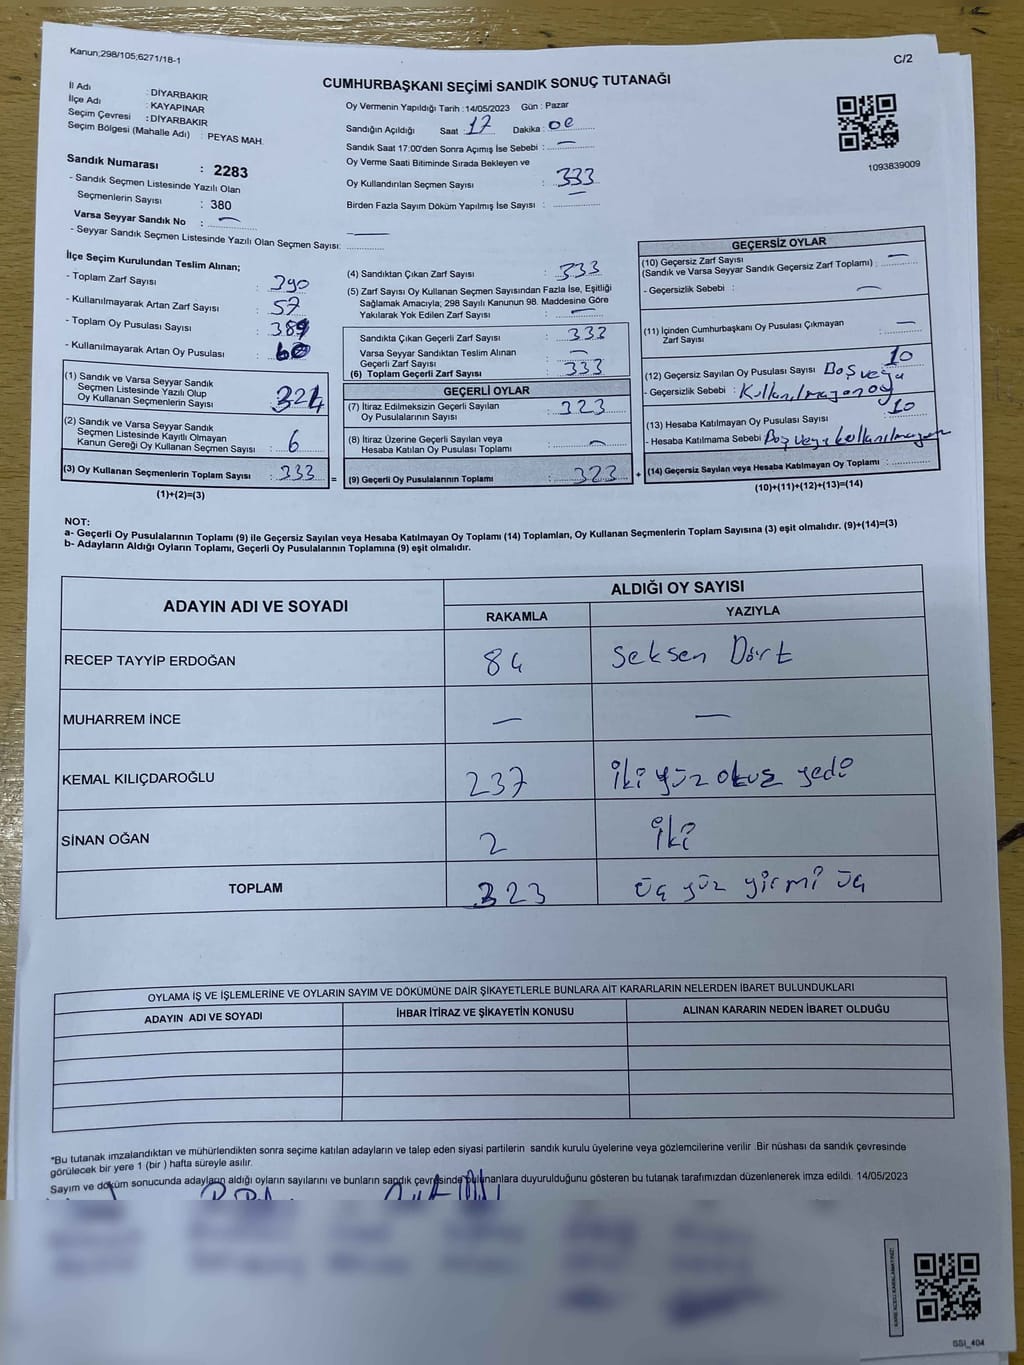 Kanun;298/105;6271/18-1
C/2
CUMHURBAŞKANI SEÇİMİ SANDIK SONUÇ TUTANAĞI
İl Adı : DİYARBAKIR
İlçe Adı : KAYAPINAR
Seçim Çevresi : DİYARBAKIR
Seçim Bölgesi (Mahalle Adı) : PEYAS MAH.
Sandık Numarası : 2283
- Sandık Seçmen Listesinde Yazılı Olan
Seçmenlerin Sayısı : 380
Varsa Seyyar Sandık No : —
- Seyyar Sandık Seçmen Listesinde Yazılı Olan Seçmen Sayısı: —
Oy Vermenin Yapıldığı Tarih : 14/05/2023 Gün : Pazar
Sandığın Açıldığı Saat : 17 Dakika : 00
Sandık Saat 17:00'den Sonra Açımış İse Sebebi : —
Oy Verme Saati Bitiminde Sırada Bekleyen ve
Oy Kullandırılan Seçmen Sayısı : 333
Birden Fazla Sayım Döküm Yapılmış İse Sayısı : —
1093839009
İlçe Seçim Kurulundan Teslim Alınan;
- Toplam Zarf Sayısı : 390
- Kullanılmayarak Artan Zarf Sayısı : 57
- Toplam Oy Pusulası Sayısı : 389
- Kullanılmayarak Artan Oy Pusulası :
(1) Sandık ve Varsa Seyyar Sandık
Seçmen Listesinde Yazılı Olup
Oy Kullanan Seçmenlerin Sayısı :
(2) Sandık ve Varsa Seyyar Sandık
Seçmen Listesinde Kayıtlı Olmayan
Kanun Gereği Oy Kullanan Seçmen Sayısı : 6
(3) Oy Kullanan Seçmenlerin Toplam Sayısı : 333
(1)+(2)=(3)
=
(4) Sandıktan Çıkan Zarf Sayısı : 333
(5) Zarf Sayısı Oy Kullanan Seçmen Sayısından Fazla İse, Eşitliği
Sağlamak Amacıyla; 298 Sayılı Kanunun 98. Maddesine Göre
Yakılarak Yok Edilen Zarf Sayısı : —
Sandıkta Çıkan Geçerli Zarf Sayısı : 333
Varsa Seyyar Sandıktan Teslim Alınan
Geçerli Zarf Sayısı : —
(6) Toplam Geçerli Zarf Sayısı : 333
GEÇERLİ OYLAR
(7) İtiraz Edilmeksizin Geçerli Sayılan
Oy Pusulalarının Sayısı : 323
(8) İtiraz Üzerine Geçerli Sayılan veya
Hesaba Katılan Oy Pusulası Toplamı : —
(9) Geçerli Oy Pusulalarının Toplamı : 323
+
GEÇERSİZ OYLAR
(10) Geçersiz Zarf Sayısı
(Sandık ve Varsa Seyyar Sandık Geçersiz Zarf Toplamı) : —
- Geçersizlik Sebebi : —
(11) İçinden Cumhurbaşkanı Oy Pusulası Çıkmayan
Zarf Sayısı : —
(12) Geçersiz Sayılan Oy Pusulası Sayısı : 10
- Geçersizlik Sebebi : Boş veya
Kullanılmayan oy
(13) Hesaba Katılmayan Oy Pusulası Sayısı : 10
- Hesaba Katılmama Sebebi Boş veya kullanılmayan
(14) Geçersiz Sayılan veya Hesaba Katılmayan Oy Toplamı :
(10)+(11)+(12)+(13)=(14)
NOT:
a- Geçerli Oy Pusulalarının Toplamı (9) ile Geçersiz Sayılan veya Hesaba Katılmayan Oy Toplamı (14) Toplamları, Oy Kullanan Seçmenlerin Toplam Sayısına (3) eşit olmalıdır. (9)+(14)=(3)
b- Adayların Aldığı Oyların Toplamı, Geçerli Oy Pusulalarının Toplamına (9) eşit olmalıdır.
ADAYIN ADI VE SOYADI
ALDIĞI OY SAYISI
RAKAMLA YAZIYLA
RECEP TAYYİP ERDOĞAN 84 Seksen Dört
MUHARREM İNCE — —
KEMAL KILIÇDAROĞLU 237 iki yüz otuz yedi
SİNAN OĞAN 2 iki
TOPLAM 323 üç yüz yirmi üç
OYLAMA İŞ VE İŞLEMLERİNE VE OYLARIN SAYIM VE DÖKÜMÜNE DAİR ŞİKAYETLERLE BUNLARA AİT KARARLARIN NELERDEN İBARET BULUNDUKLARI
ADAYIN ADI VE SOYADI İHBAR İTİRAZ VE ŞİKAYETİN KONUSU ALINAN KARARIN NEDEN İBARET OLDUĞU
*Bu tutanak imzalandıktan ve mühürlendikten sonra seçime katılan adayların ve talep eden siyasi partilerin sandık kurulu üyelerine veya gözlemcilerine verilir. Bir nüshası da sandık çevresinde
görülecek bir yere 1 (bir ) hafta süreyle asılır.
Sayım ve döküm sonucunda adayların aldığı oyların sayılarını ve bunların sandık çevresinde bulunanlara duyurulduğunu gösteren bu tutanak tarafımızdan düzenlenerek imza edildi. 14/05/2023
SSI_404